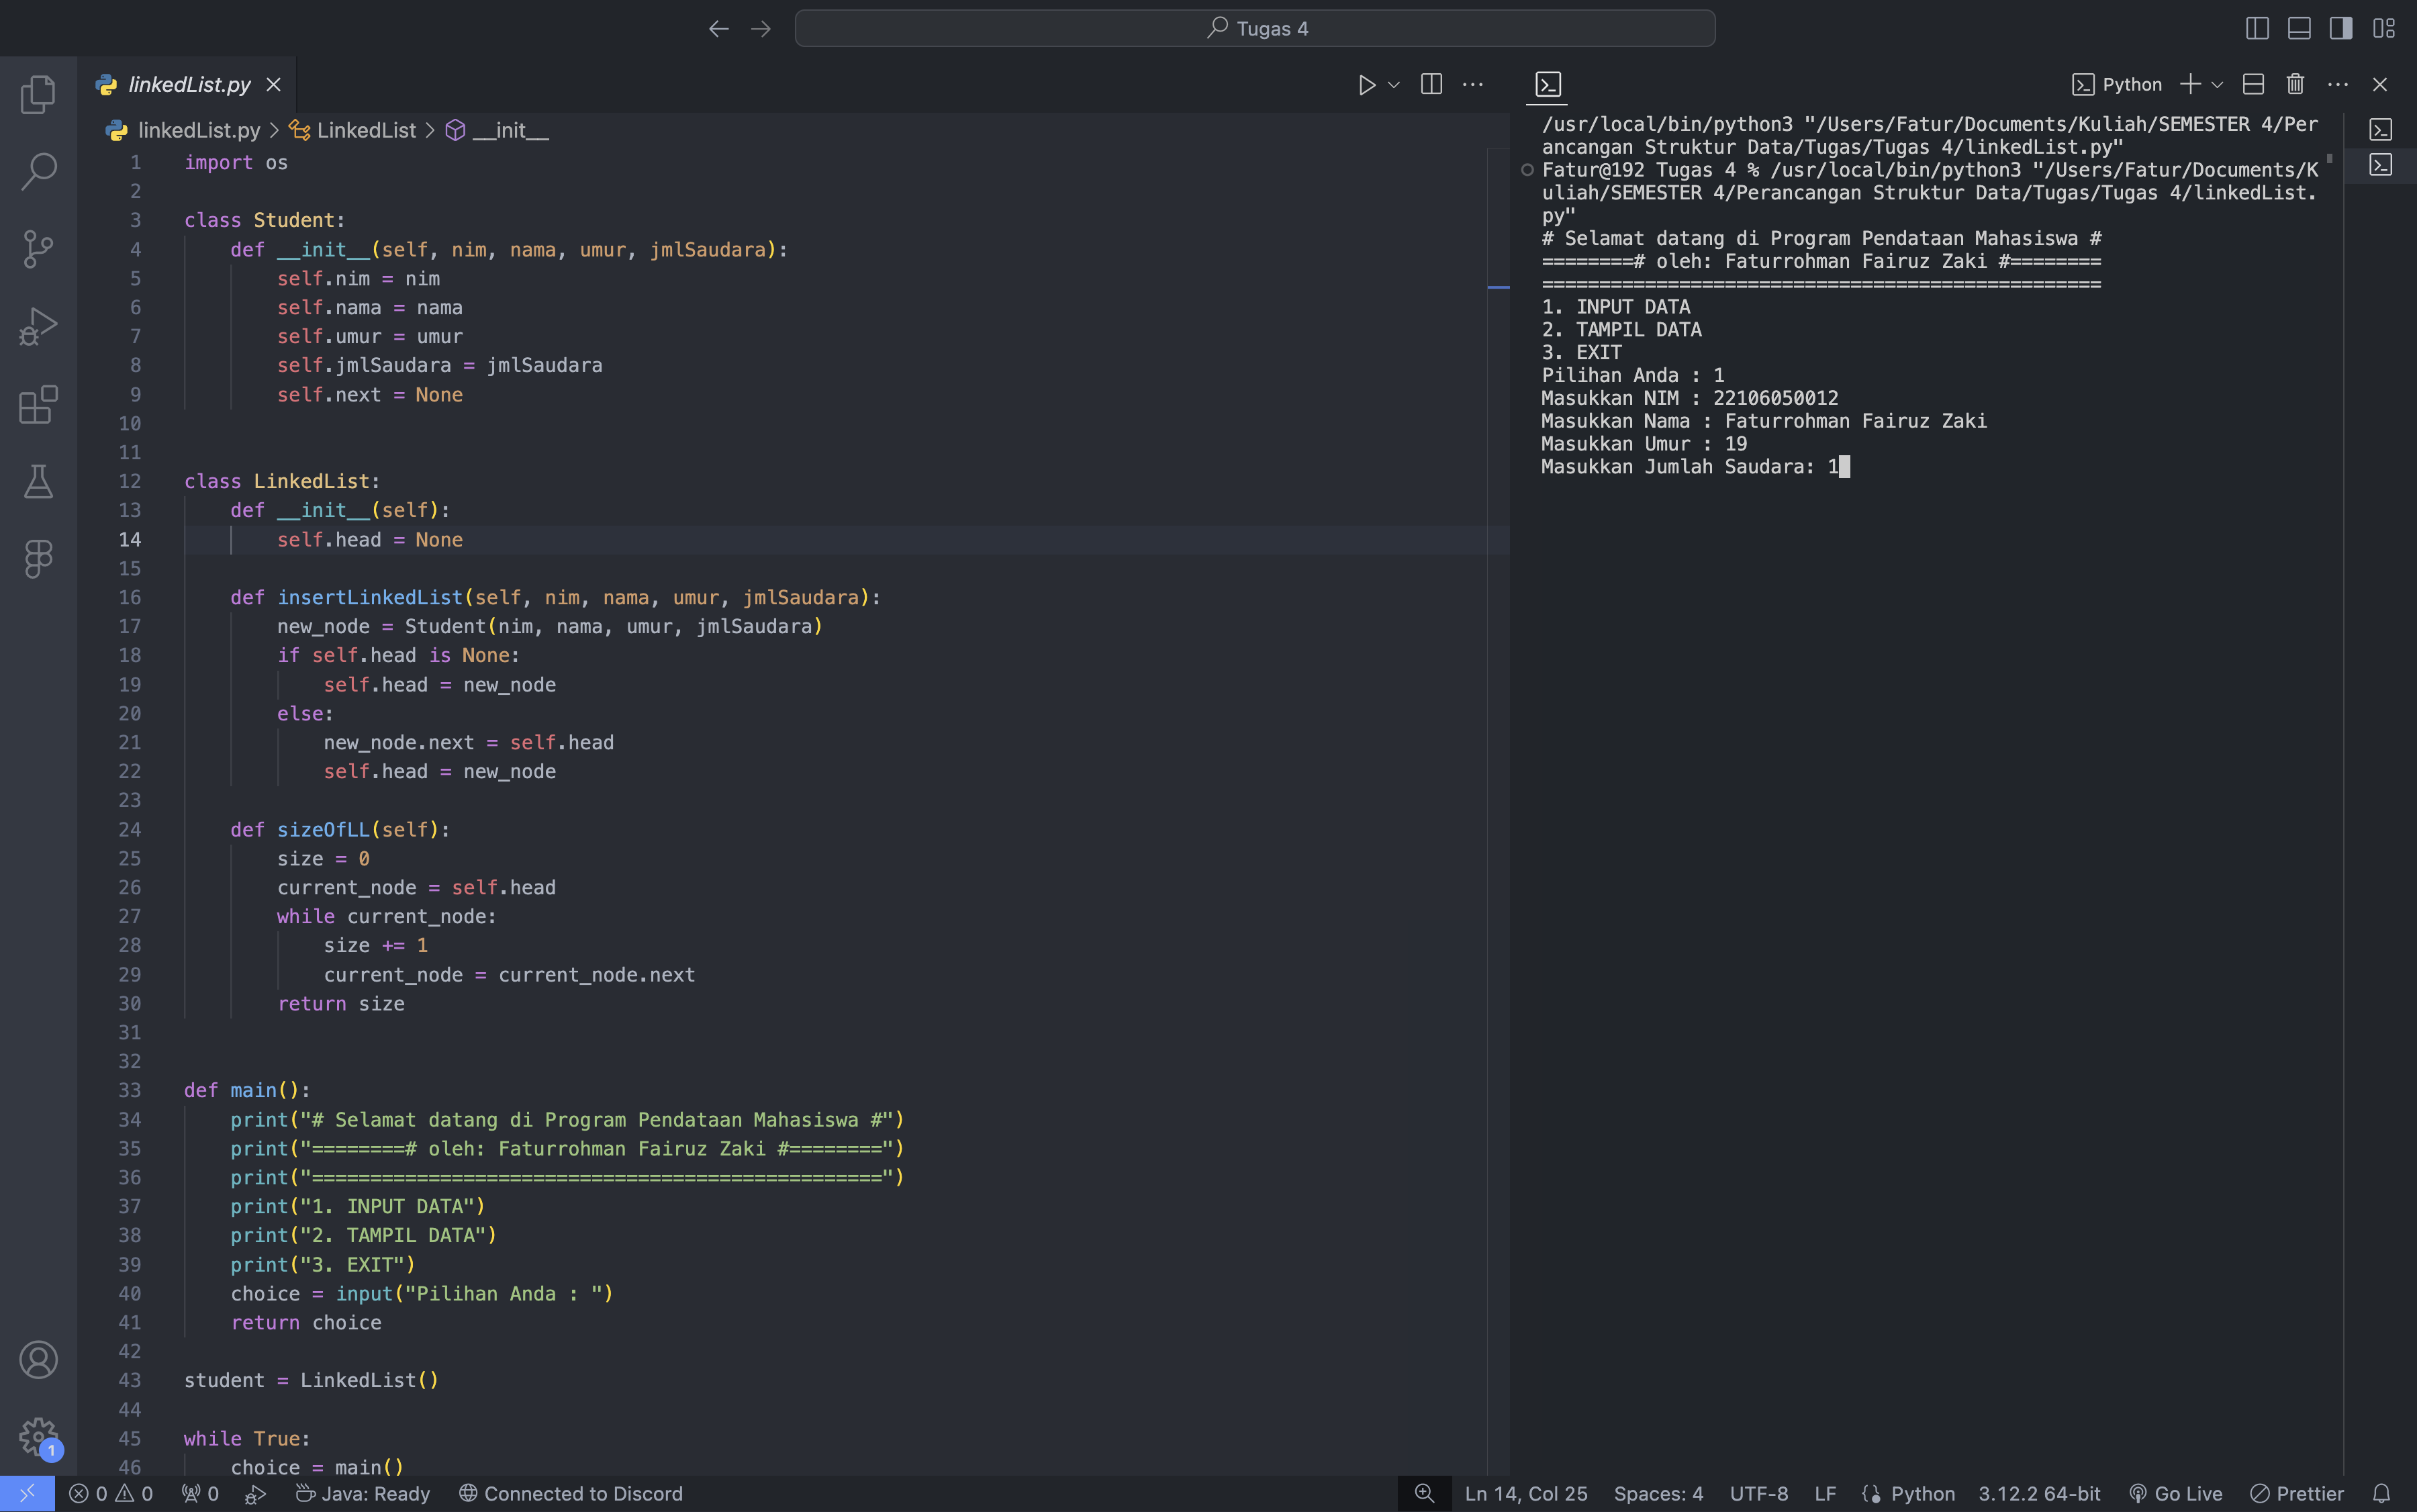 Tugas 4
linkedList.py
linkedList.py > LinkedList > __init__
1 import os
2
3 class Student:
4     def __init__(self, nim, nama, umur, jmlSaudara):
5         self.nim = nim
6         self.nama = nama
7         self.umur = umur
8         self.jmlSaudara = jmlSaudara
9         self.next = None
10
11
12 class LinkedList:
13     def __init__(self):
14         self.head = None
15
16     def insertLinkedList(self, nim, nama, umur, jmlSaudara):
17         new_node = Student(nim, nama, umur, jmlSaudara)
18         if self.head is None:
19             self.head = new_node
20         else:
21             new_node.next = self.head
22             self.head = new_node
23
24     def sizeOfLL(self):
25         size = 0
26         current_node = self.head
27         while current_node:
28             size += 1
29             current_node = current_node.next
30         return size
31
32
33 def main():
34     print("# Selamat datang di Program Pendataan Mahasiswa #")
35     print("========# oleh: Faturrohman Fairuz Zaki #========")
36     print("=================================================")
37     print("1. INPUT DATA")
38     print("2. TAMPIL DATA")
39     print("3. EXIT")
40     choice = input("Pilihan Anda : ")
41     return choice
42
43 student = LinkedList()
44
45 while True:
46     choice = main()
Python
/usr/local/bin/python3 "/Users/Fatur/Documents/Kuliah/SEMESTER 4/Per
ancangan Struktur Data/Tugas/Tugas 4/linkedList.py"
Fatur@192 Tugas 4 % /usr/local/bin/python3 "/Users/Fatur/Documents/K
uliah/SEMESTER 4/Perancangan Struktur Data/Tugas/Tugas 4/linkedList.
py"
# Selamat datang di Program Pendataan Mahasiswa #
========# oleh: Faturrohman Fairuz Zaki #========
=================================================
1. INPUT DATA
2. TAMPIL DATA
3. EXIT
Pilihan Anda : 1
Masukkan NIM : 22106050012
Masukkan Nama : Faturrohman Fairuz Zaki
Masukkan Umur : 19
Masukkan Jumlah Saudara: 1
1
0 0 0 Java: Ready Connected to Discord Ln 14, Col 25 Spaces: 4 UTF-8 LF Python 3.12.2 64-bit Go Live Prettier